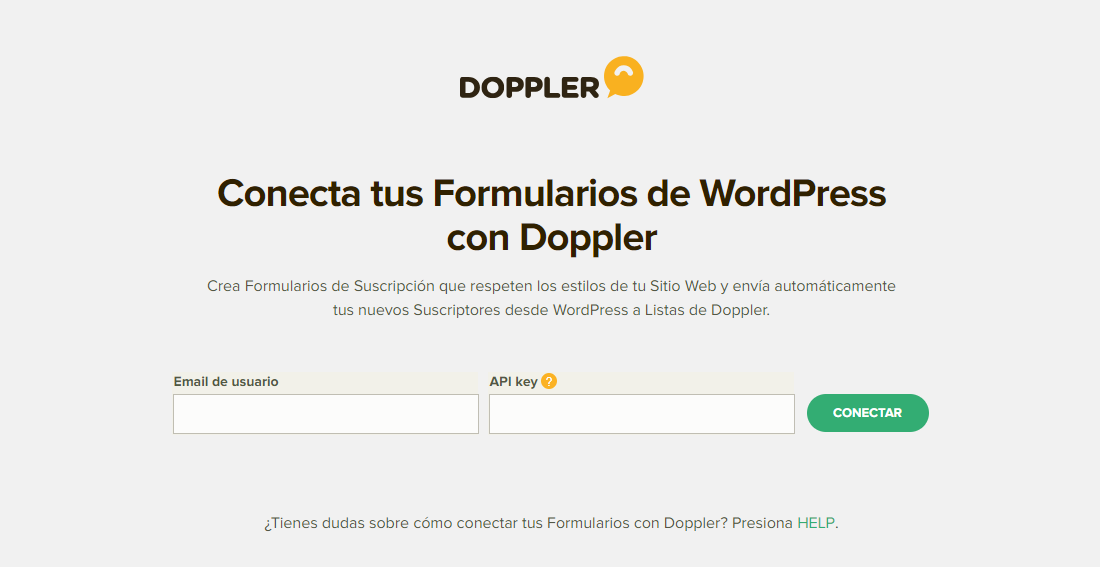 DOPPLER
Conecta tus Formularios de WordPress
con Doppler
Crea Formularios de Suscripción que respeten los estilos de tu Sitio Web y envía automáticamente
tus nuevos Suscriptores desde WordPress a Listas de Doppler.
Email de usuario
API key ?
CONECTAR
¿Tienes dudas sobre cómo conectar tus Formularios con Doppler? Presiona HELP.